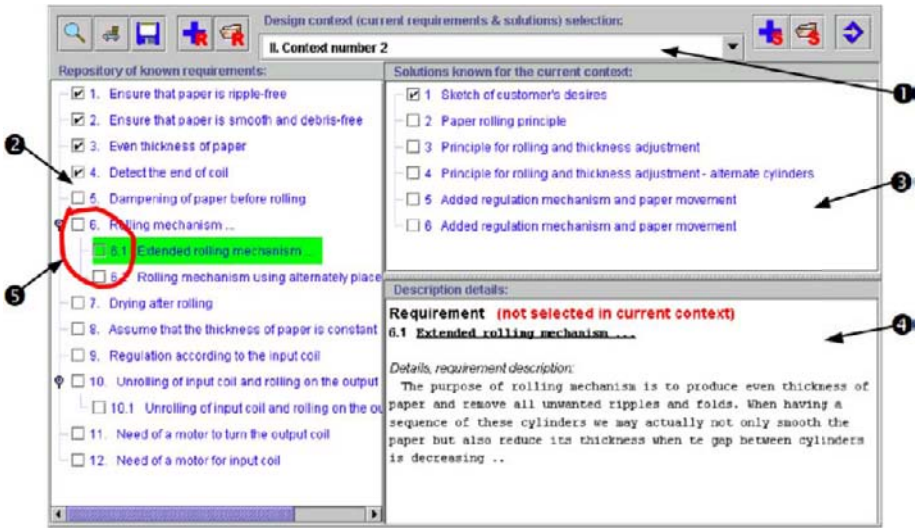 Design context (current requirements & solutions) selection:
R
R
II. Context number 2
S
S
Repository of known requirements:
1. Ensure that paper is ripple-free
2. Ensure that paper is smooth and debris-free
3. Even thickness of paper
4. Detect the end of coil
5. Dampening of paper before rolling
6. Rolling mechanism ...
6.1 Extended rolling mechanism ...
Rolling mechanism using alternately place
7. Drying after rolling
8. Assume that the thickness of paper is constant
9. Regulation according to the input coil
10. Unrolling of input coil and rolling on the output
10.1 Unrolling of input coil and rolling on the ou
11. Need of a motor to turn the output coil
12. Need of a motor for input coil
Solutions known for the current context:
1 Sketch of customer's desires
2 Paper rolling principle
3 Principle for rolling and thickness adjustment
4 Principle for rolling and thickness adjustment - alternate cylinders
5 Added regulation mechanism and paper movement
6 Added regulation mechanism and paper movement
Description details:
Requirement (not selected in current context)
6.1 Extended rolling mechanism ...
Details, requirement description:
The purpose of rolling mechanism is to produce even thickness of
paper and remove all unwanted ripples and folds. When having a
sequence of these cylinders we may actually not only smooth the
paper but also reduce its thickness when te gap between cylinders
is decreasing ..
1
2
3
4
5